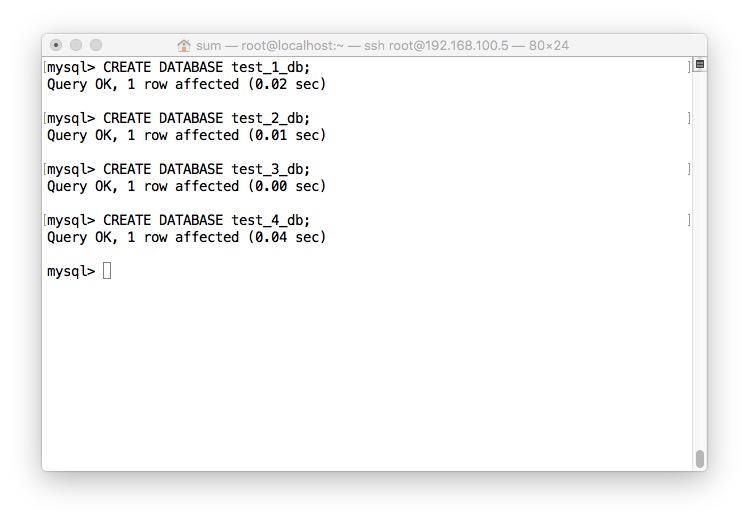 sum — root@localhost:~ — ssh root@192.168.100.5 — 80×24
[mysql> CREATE DATABASE test_1_db; ]
Query OK, 1 row affected (0.02 sec)
[mysql> CREATE DATABASE test_2_db; ]
Query OK, 1 row affected (0.01 sec)
[mysql> CREATE DATABASE test_3_db; ]
Query OK, 1 row affected (0.00 sec)
[mysql> CREATE DATABASE test_4_db; ]
Query OK, 1 row affected (0.04 sec)
mysql>